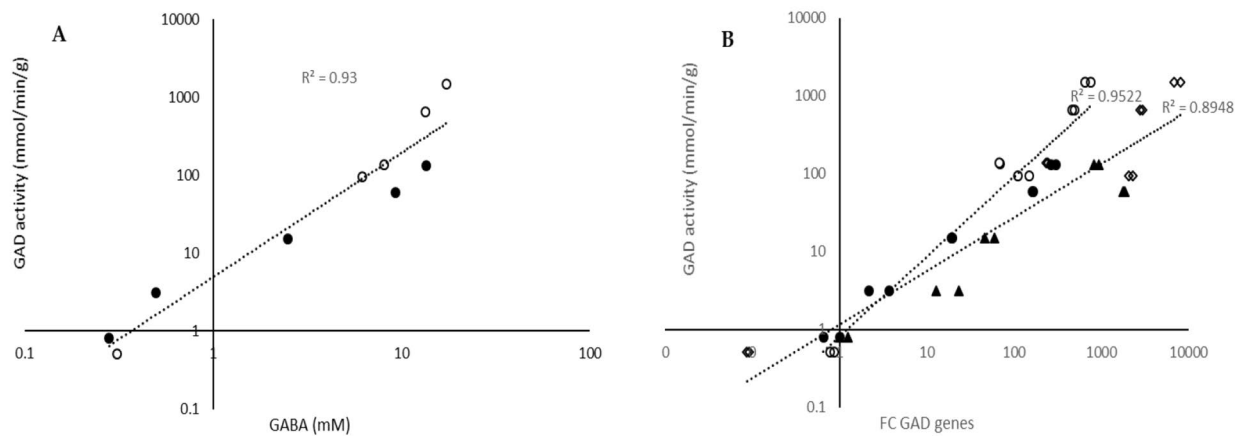 A
GAD activity (mmol/min/g)
10000
1000
100
10
1
0.1
R² = 0.93
0.1 1 10 100
GABA (mM)
B
GAD activity (mmol/min/g)
10000
1000
100
10
1
0.1
R² = 0.9522
R² = 0.8948
0 0 1 10 100 1000 10000
FC GAD genes